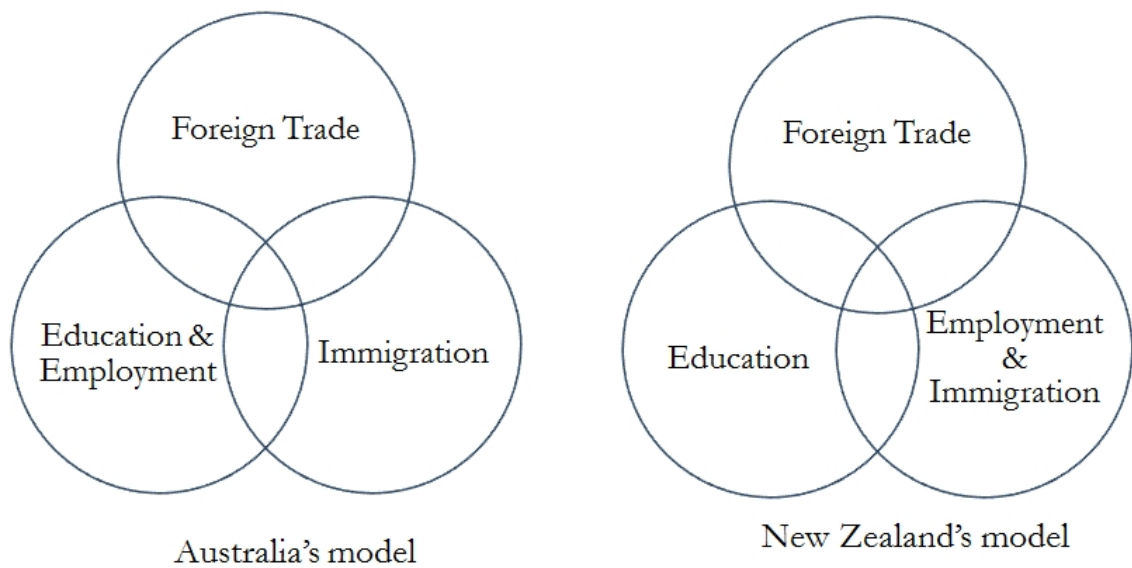 Foreign Trade
Education &
Employment
Immigration
Australia's model
Foreign Trade
Education
Employment
&
Immigration
New Zealand's model